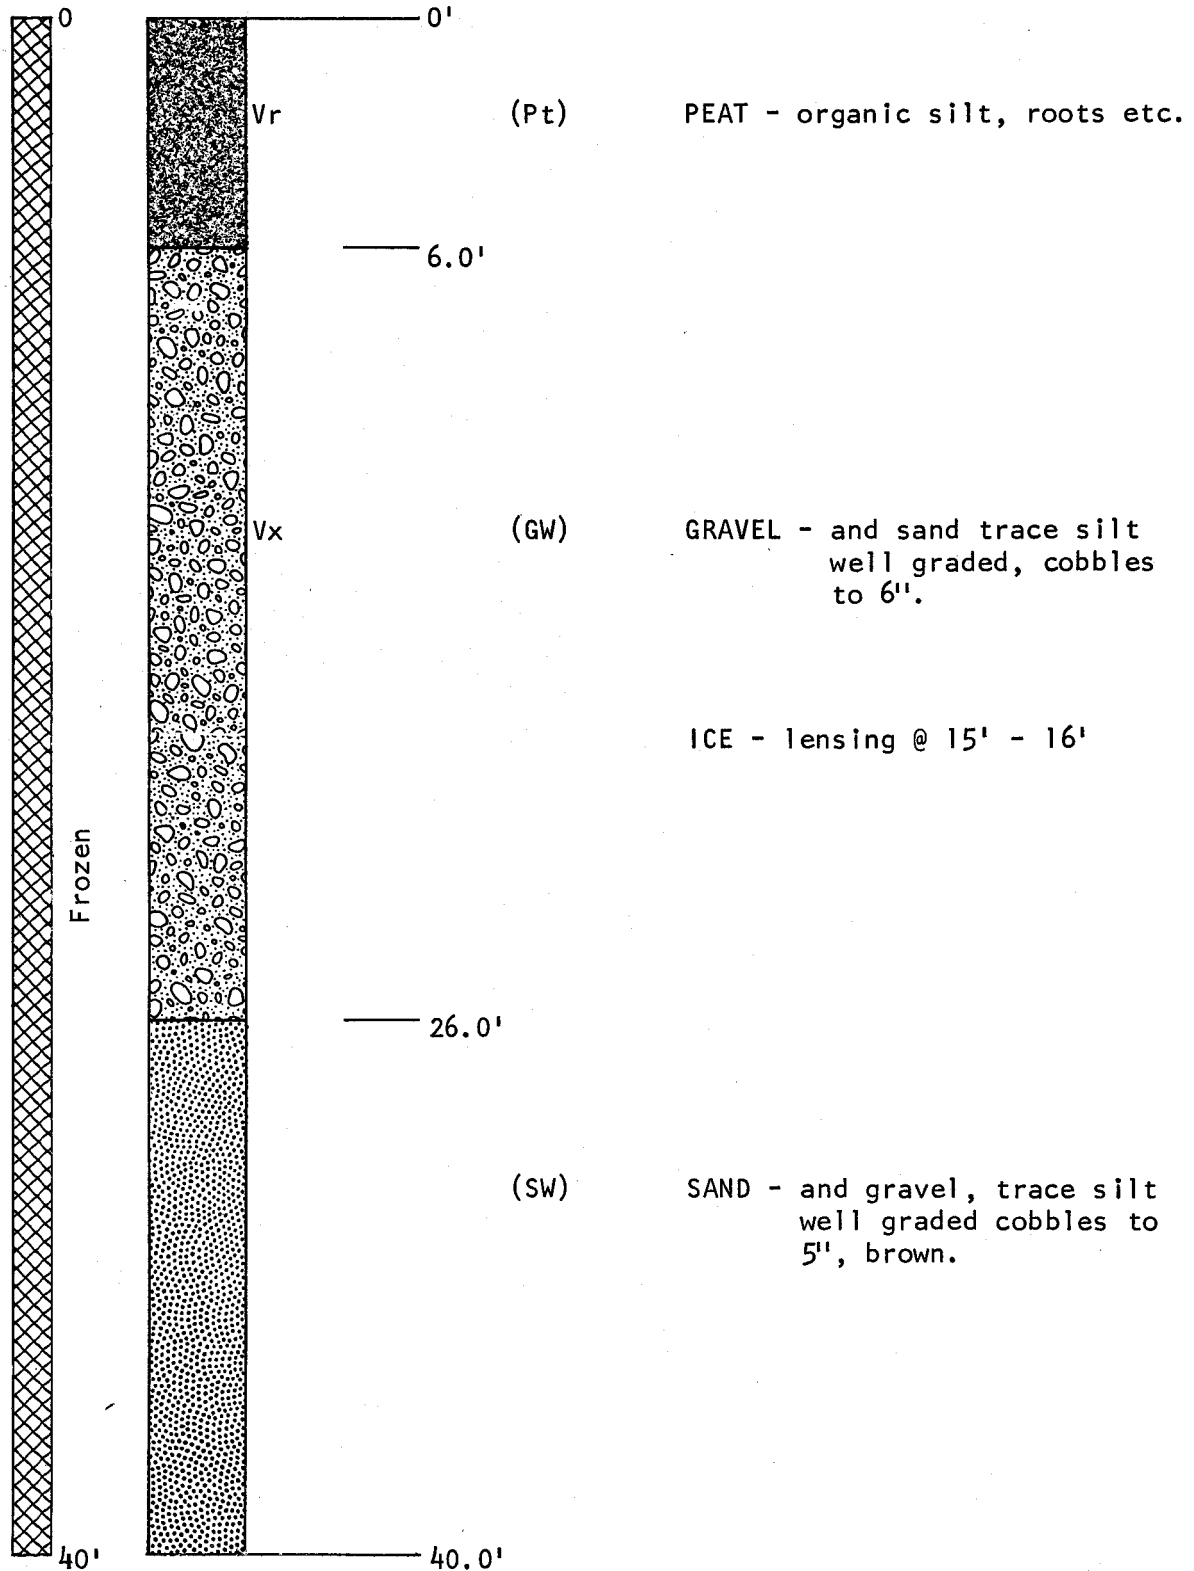 0
0'
Vr (Pt) PEAT - organic silt, roots etc.
6.0'
Vx (GW) GRAVEL - and sand trace silt
well graded, cobbles
to 6".
ICE - lensing @ 15' - 16'
Frozen
26.0'
(SW) SAND - and gravel, trace silt
well graded cobbles to
5", brown.
40'
40.0'